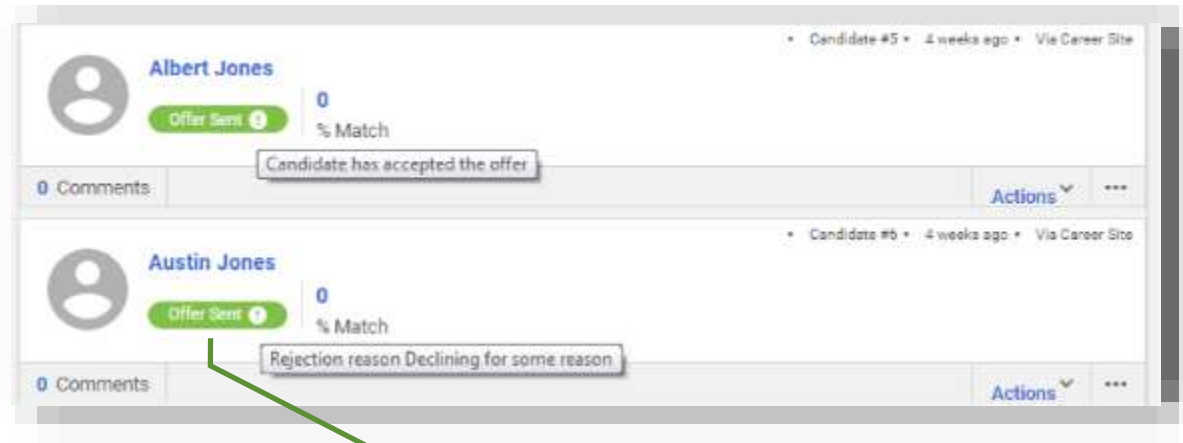 • Candidate #5 • 4 weeks ago • Via Career Site
Albert Jones
Offer Sent
0
% Match
Candidate has accepted the offer
0 Comments
Actions
• Candidate #6 • 4 weeks ago • Via Career Site
Austin Jones
Offer Sent
0
% Match
Rejection reason Declining for some reason
0 Comments
Actions